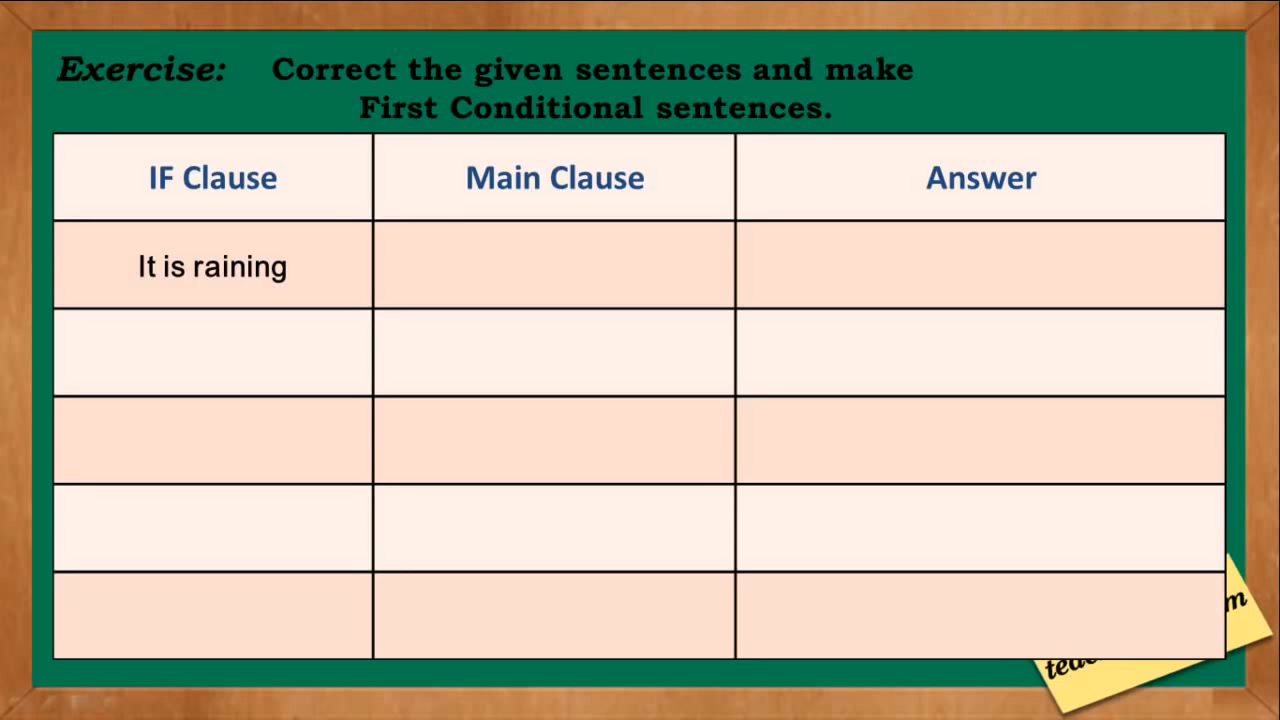 Exercise: Correct the given sentences and make
First Conditional sentences.
IF Clause Main Clause Answer
It is raining